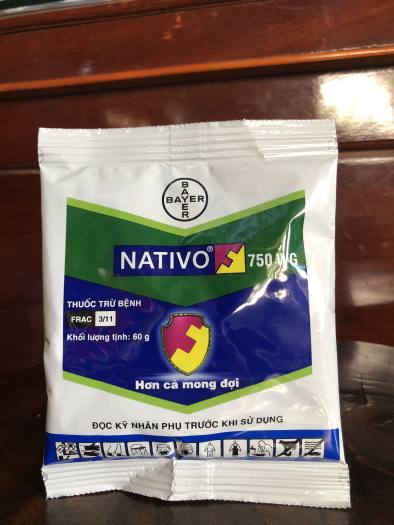 BAYER
BAYER
NATIVO® 750 WG
THUỐC TRỪ BỆNH
FRAC 3/11
Khối lượng tịnh: 60 g
Hơn cả mong đợi
ĐỌC KỸ NHÃN PHỤ TRƯỚC KHI SỬ DỤNG